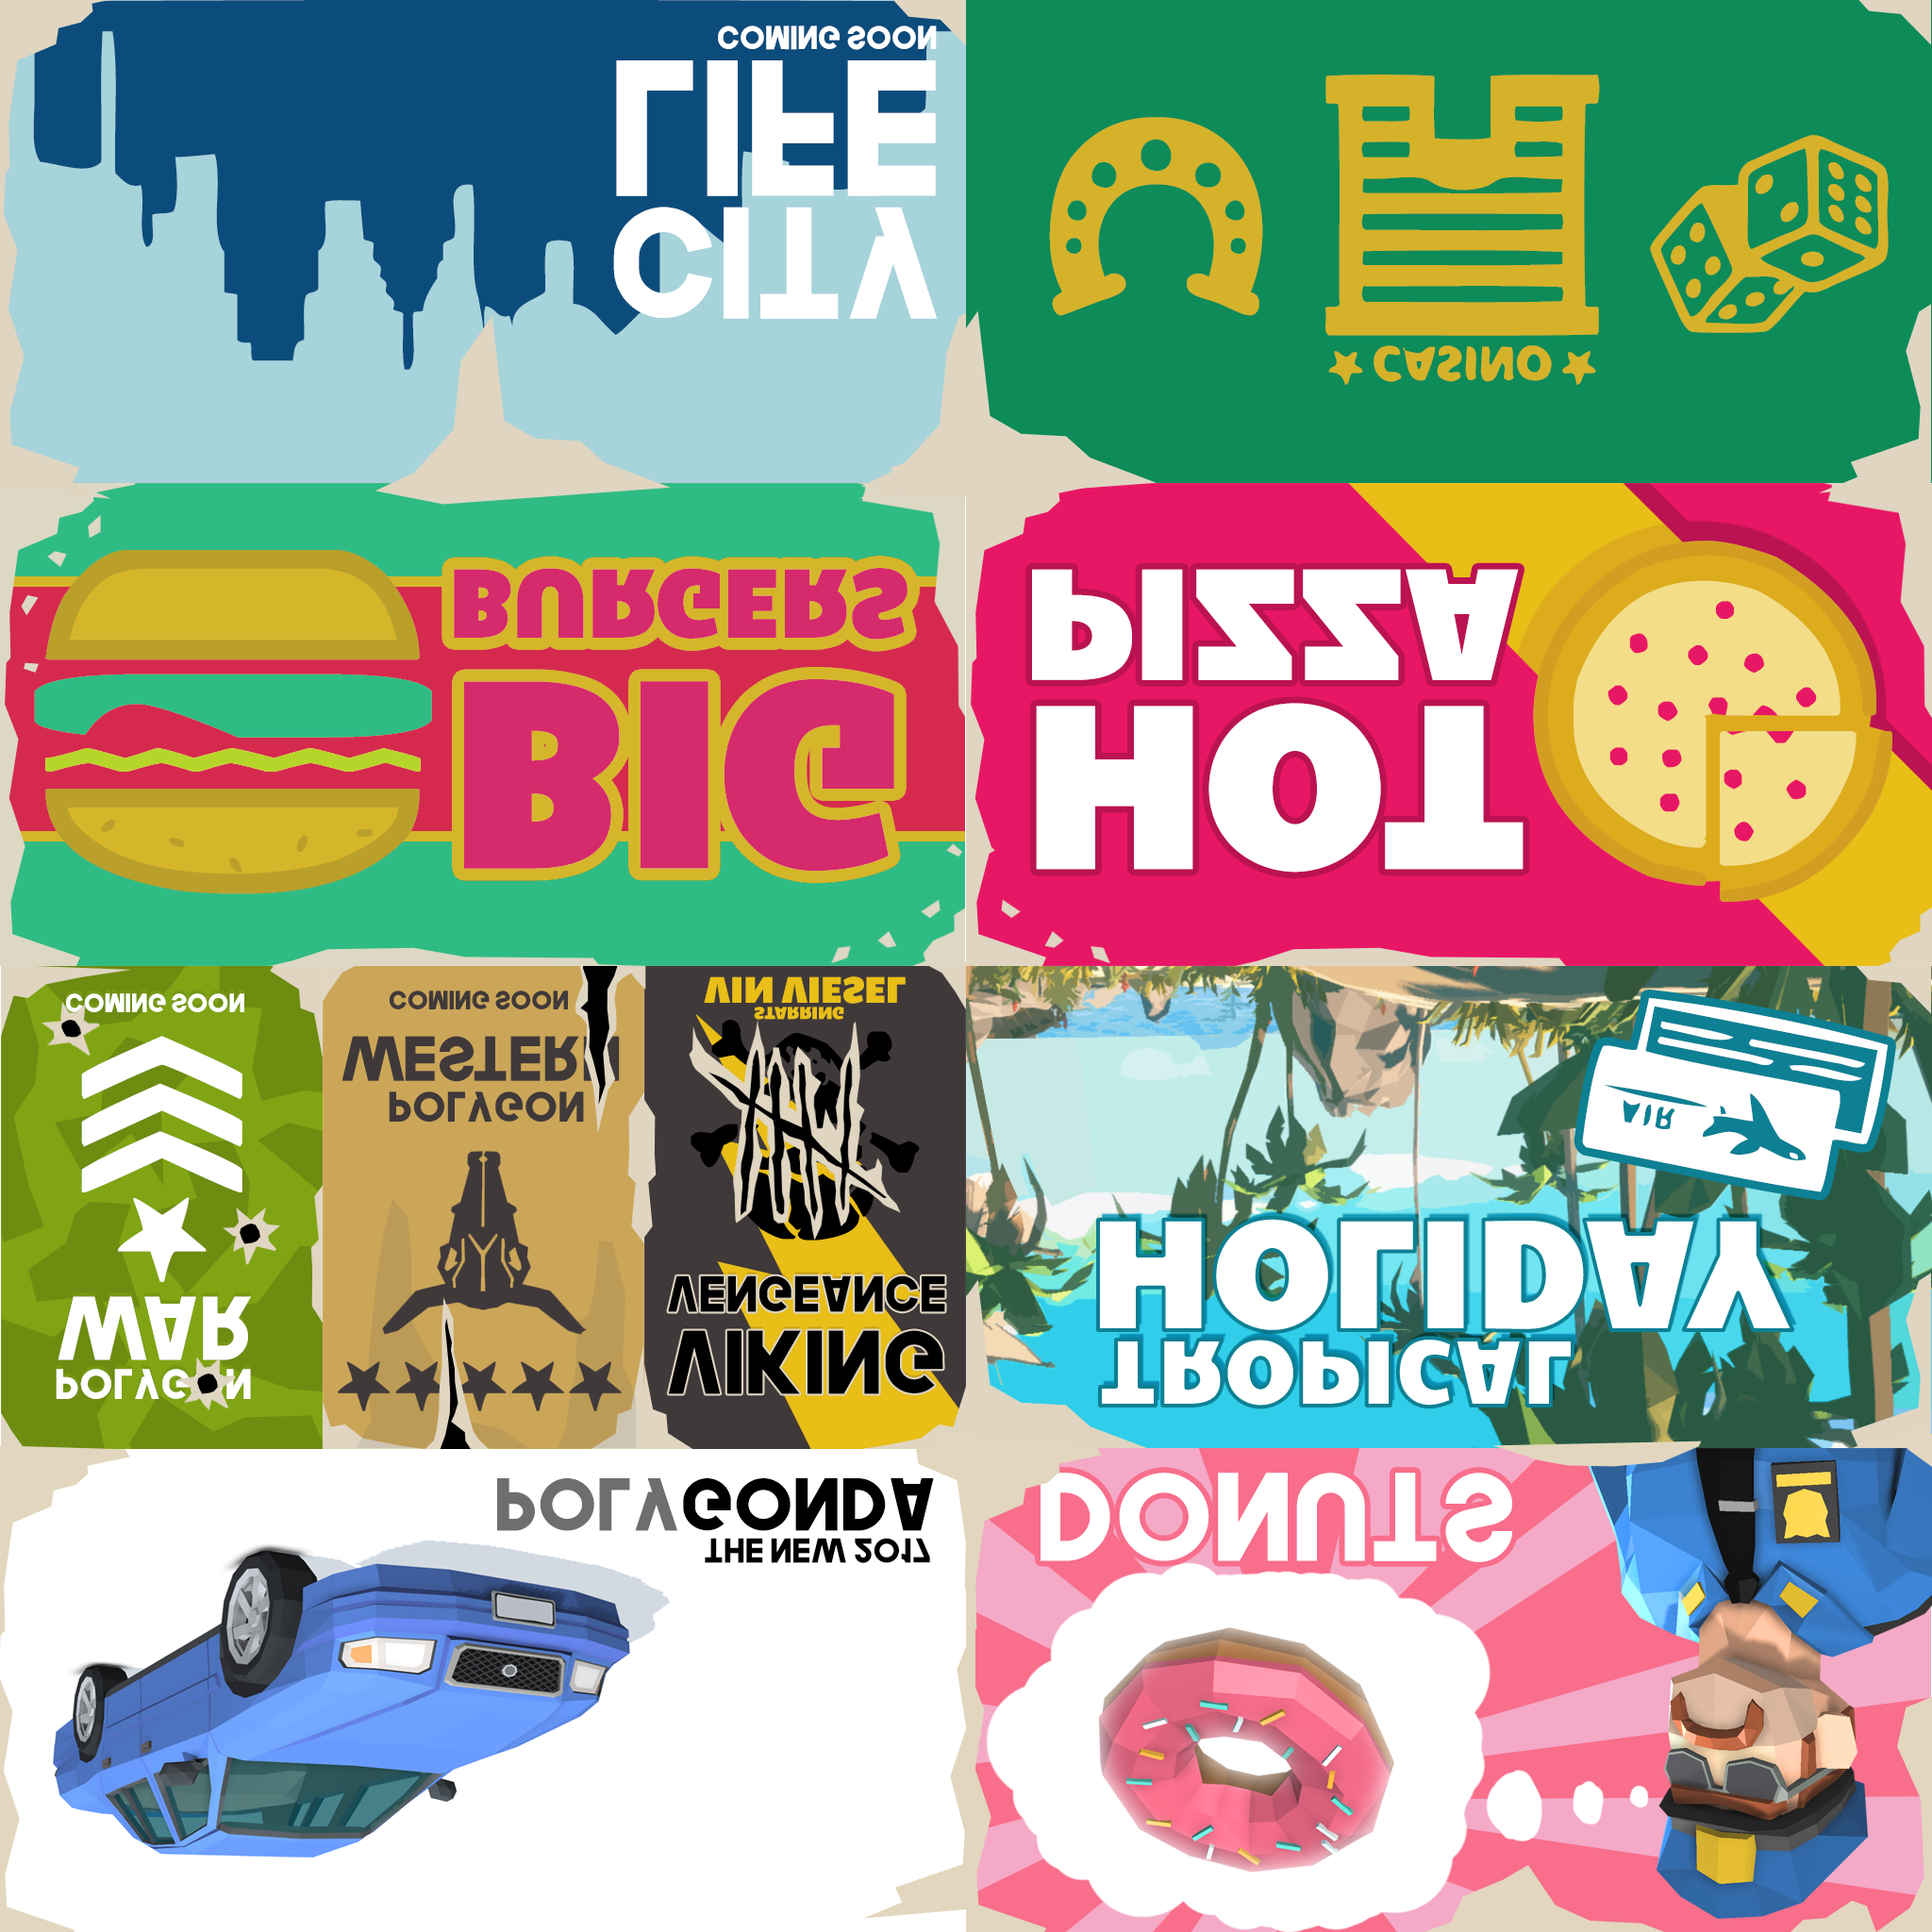 THE NEW 2017
POLYGONDA
DONUTS
POLYGON
WAR
COMING SOON
POLYGON
WESTERN
COMING SOON
VIKING
VENGEANCE
STARRING
VIN VIESEL
TROPICAL
HOLIDAY
AIR
BIG
BURGERS
HOT
PIZZA
CITY
LIFE
COMING SOON
CASINO